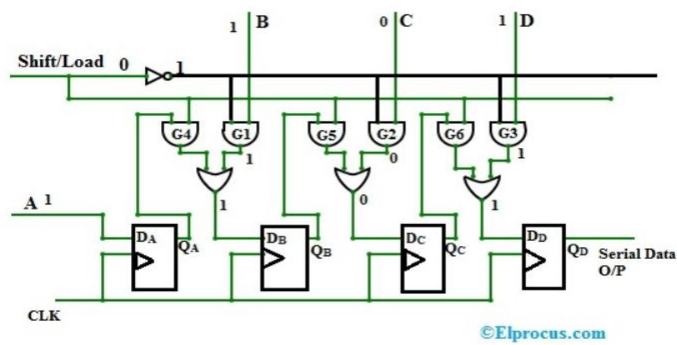 1 B 0 C 1 D
Shift/Load 0 1
G4 G1 G5 G2 G6 G3
1 0 1
1 0 1
A 1
DA QA DB QB DC QC DD QD Serial Data
O/P
CLK
©Elprocus.com